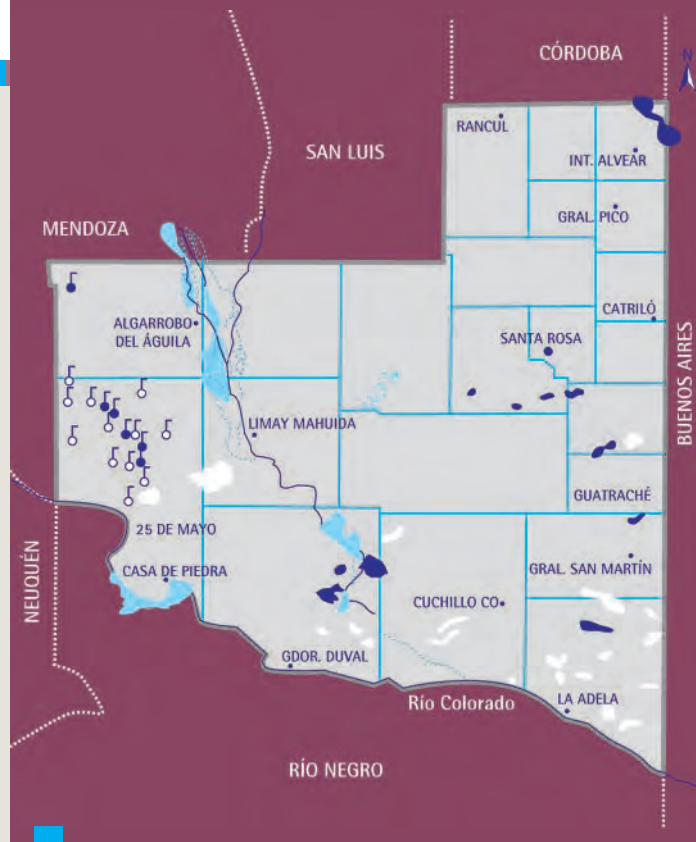 CÓRDOBA
N
RANCUL
SAN LUIS
INT. ALVEAR
GRAL. PICO
MENDOZA
CATRILÓ
ALGARROBO
DEL ÁGUILA
SANTA ROSA
BUENOS AIRES
LIMAY MAHUIDA
GUATRACHÉ
25 DE MAYO
CASA DE PIEDRA
GRAL. SAN MARTÍN
NEUQUÉN
CUCHILLO CO
GDOR. DUVAL
Río Colorado
LA ADELA
RÍO NEGRO